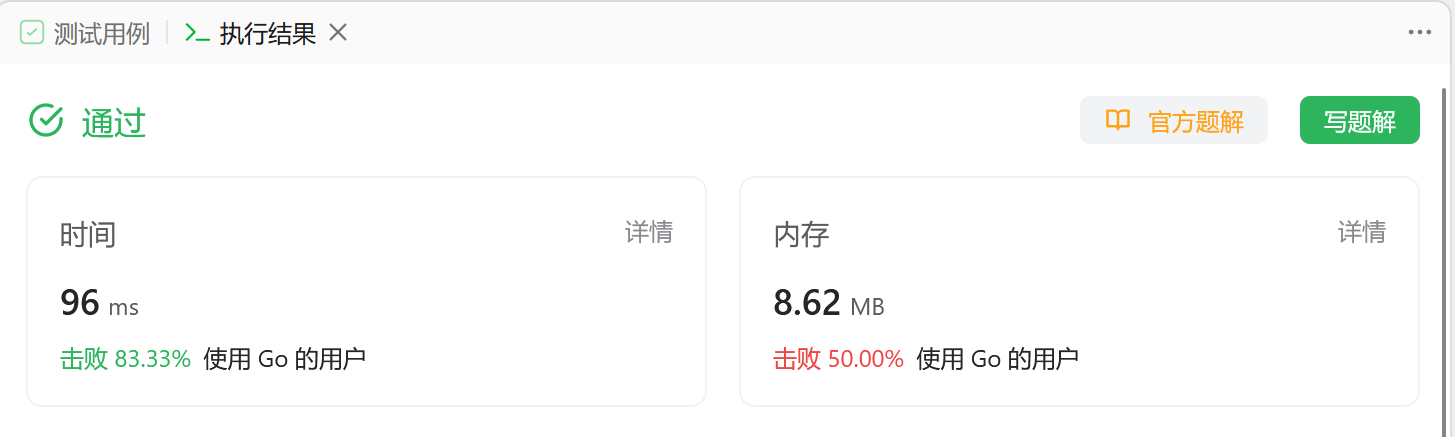 测试用例 执行结果
通过 官方题解 写题解
时间 详情
96 ms
击败 83.33% 使用 Go 的用户
内存 详情
8.62 MB
击败 50.00% 使用 Go 的用户